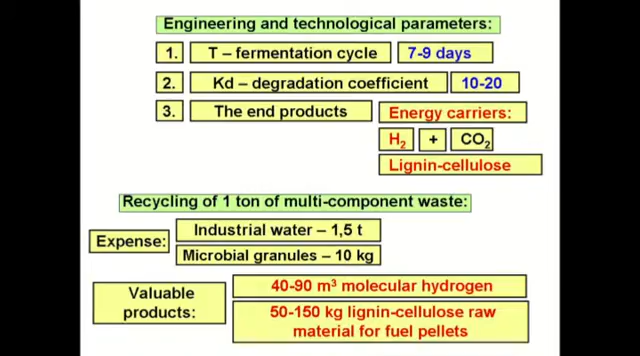 Engineering and technological parameters:
1. T – fermentation cycle 7-9 days
2. Kd – degradation coefficient 10-20
3. The end products Energy carriers:
H2 + CO2
Lignin-cellulose
Recycling of 1 ton of multi-component waste:
Expense:
Industrial water – 1,5 t
Microbial granules – 10 kg
Valuable
products:
40-90 m³ molecular hydrogen
50-150 kg lignin-cellulose raw
material for fuel pellets